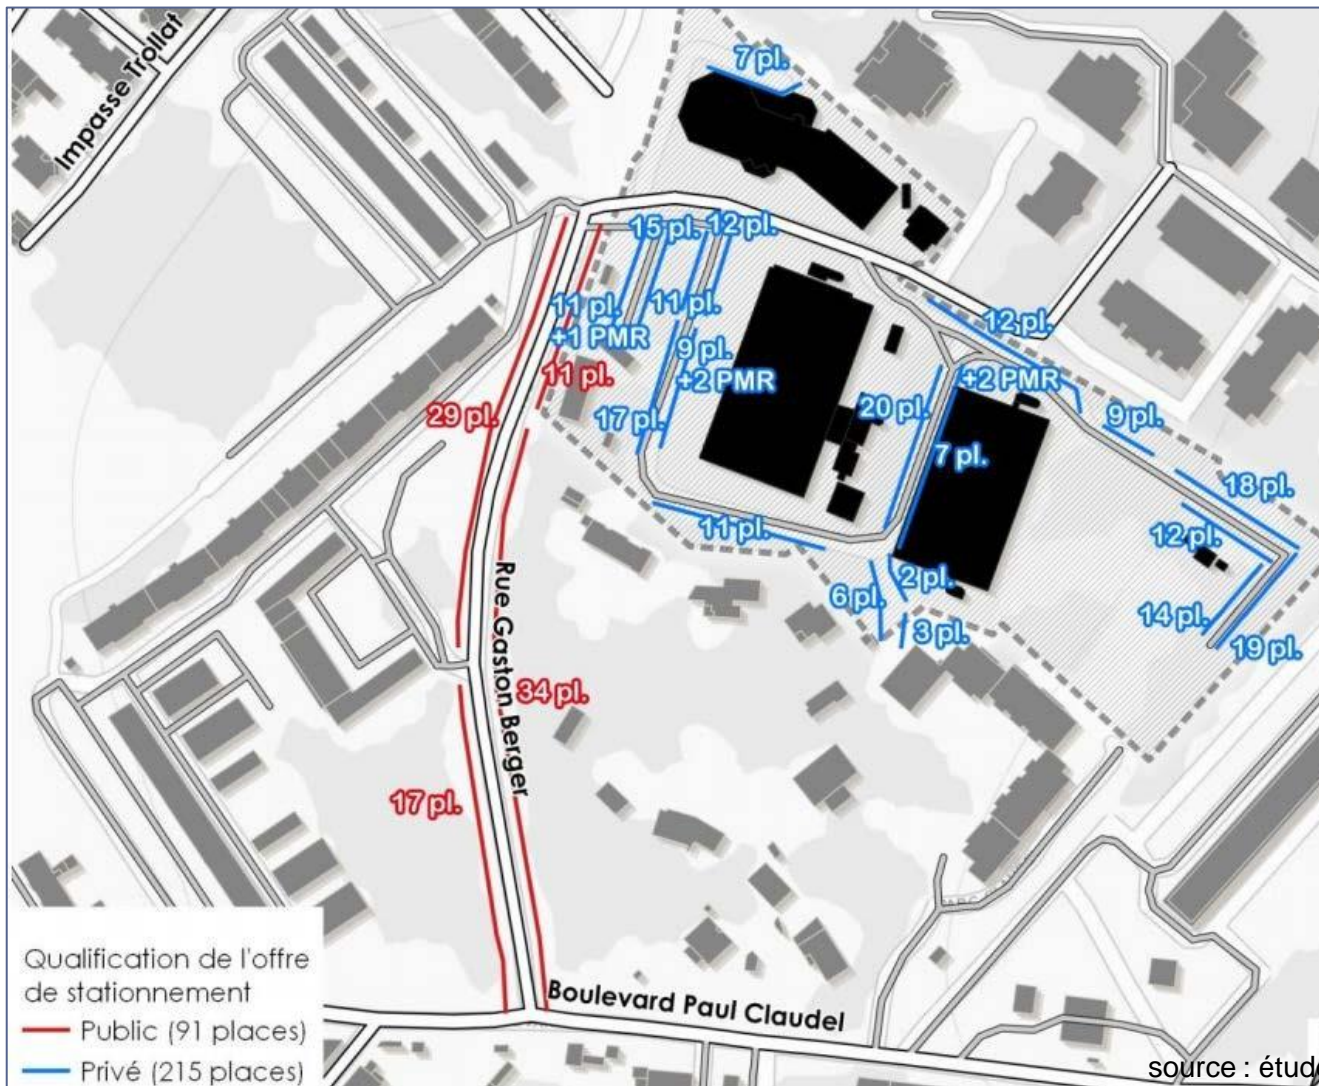 7 pl.
Impasse Trollat
15 pl.
12 pl.
11 pl.
+1 PMR
11 pl.
9 pl.
+2 PMR
12 pl.
+2 PMR
11 pl.
29 pl.
17 pl.
20 pl.
7 pl.
9 pl.
18 pl.
12 pl.
11 pl.
6 pl.
2 pl.
3 pl.
14 pl.
19 pl.
Rue Gaston Berger
34 pl.
17 pl.
Qualification de l'offre
de stationnement
Public (91 places)
Privé (215 places)
Boulevard Paul Claudel
source : étud